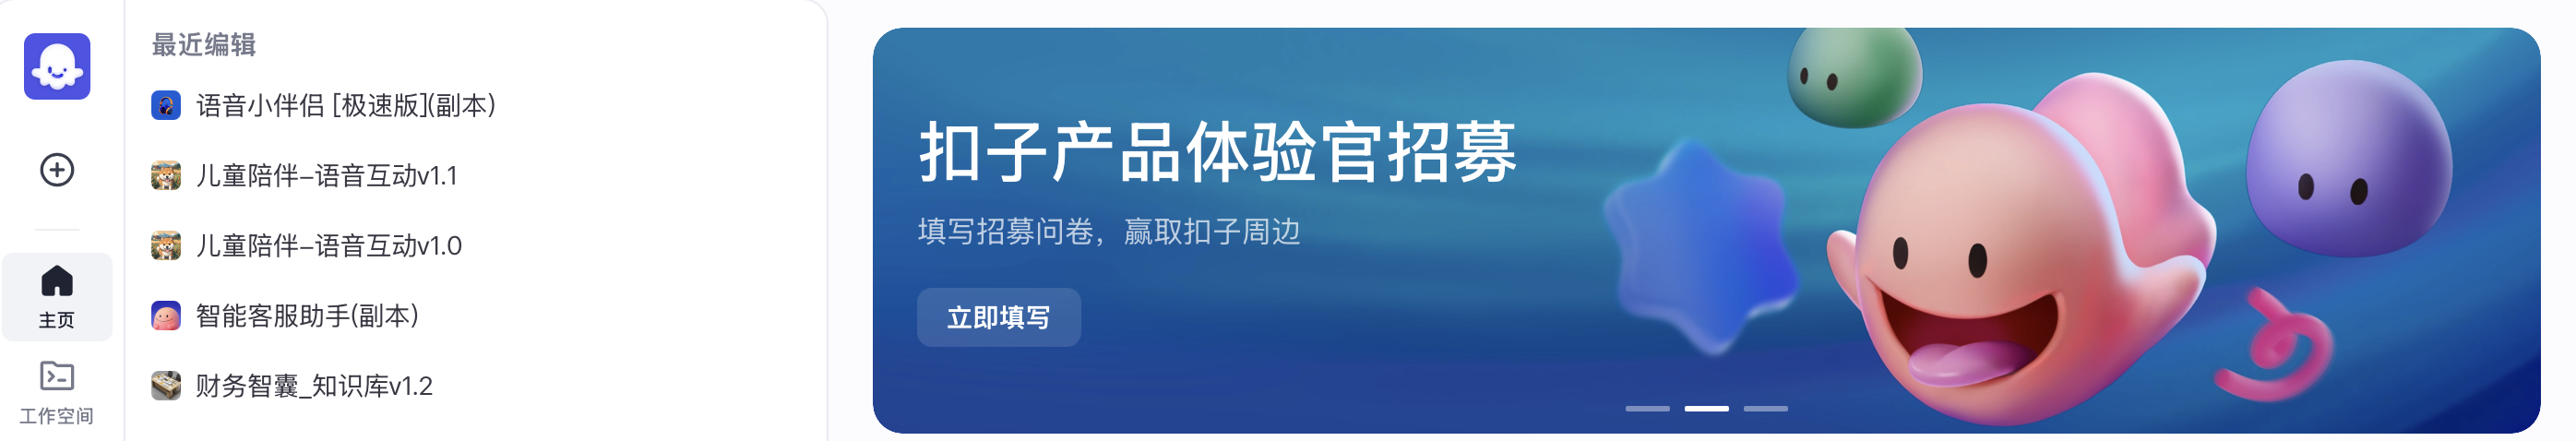 最近编辑
语音小伴侣 [极速版](副本)
儿童陪伴–语音互动v1.1
儿童陪伴–语音互动v1.0
智能客服助手(副本)
财务智囊_知识库v1.2
主页
工作空间
扣子产品体验官招募
填写招募问卷，赢取扣子周边
立即填写